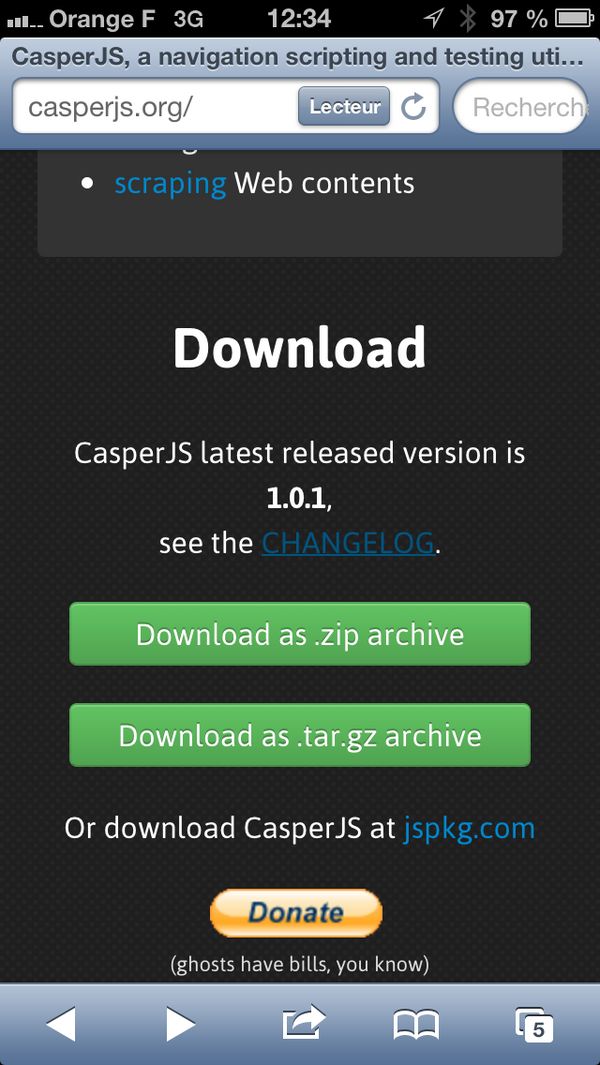 Orange F 3G 12:34 97 %
CasperJS, a navigation scripting and testing uti...
casperjs.org/ Lecteur Recherche
scraping Web contents
Download
CasperJS latest released version is
1.0.1,
see the CHANGELOG.
Download as .zip archive
Download as .tar.gz archive
Or download CasperJS at jspkg.com
Donate
(ghosts have bills, you know)
5